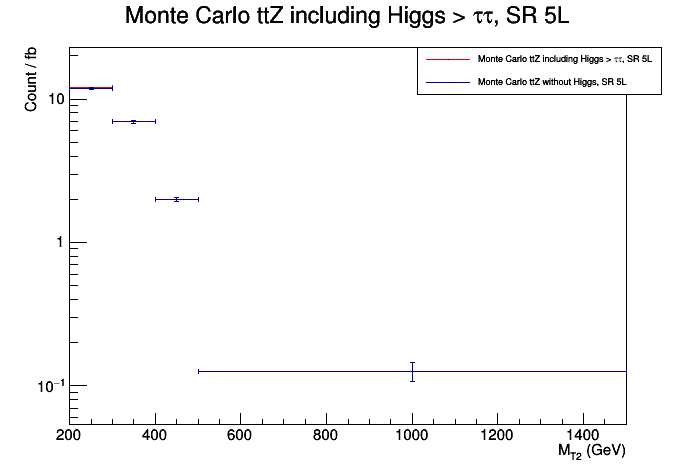 Monte Carlo ttZ including Higgs > ττ, SR 5L
Count / fb
Monte Carlo ttZ including Higgs > ττ, SR 5L
Monte Carlo ttZ without Higgs, SR 5L
10
1
10⁻¹
200 400 600 800 1000 1200 1400
M_T2 (GeV)